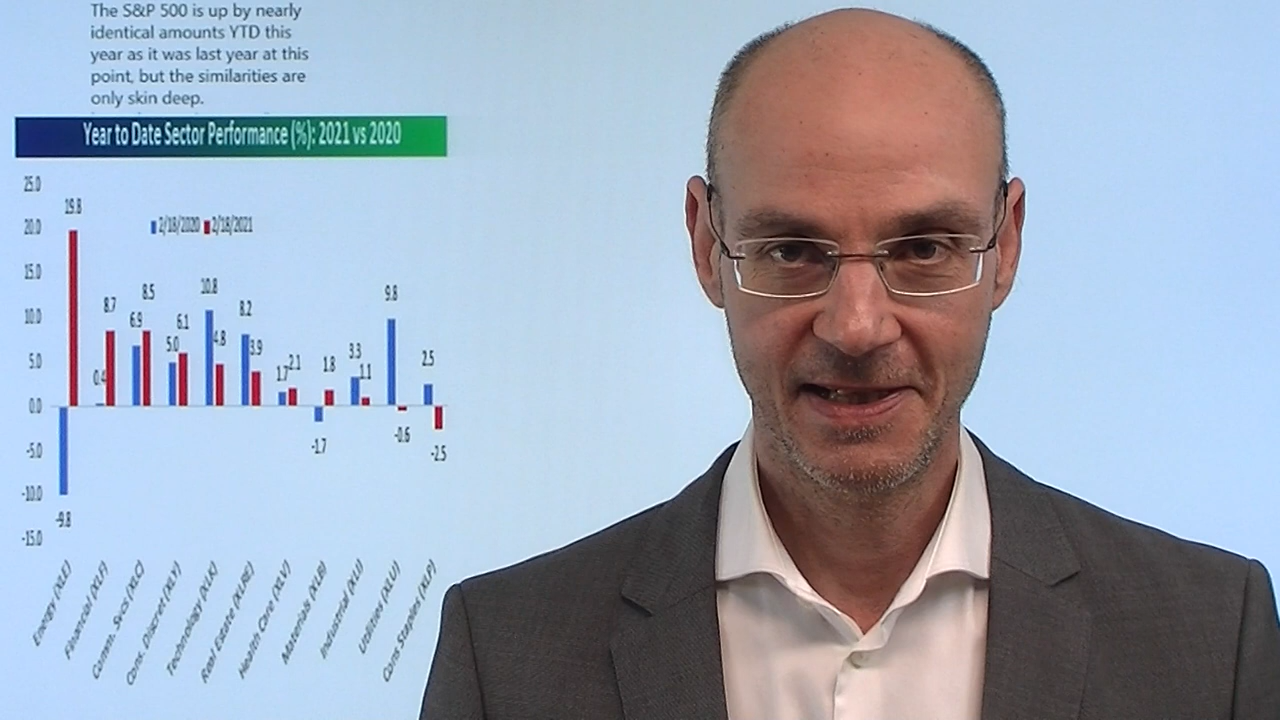 The S&P 500 is up by nearly
identical amounts YTD this
year as it was last year at this
point, but the similarities are
only skin deep.
Year to Date Sector Performance (%): 2021 vs 2020
25.0
20.0
15.0
10.0
5.0
0.0
-5.0
-10.0
-15.0
2/18/2020 2/18/2021
-9.8
19.8
0.4
8.7
6.9
8.5
5.0
6.1
10.8
4.8
8.2
3.9
1.7
2.1
-1.7
1.8
3.3
1.1
9.8
-0.6
2.5
-2.5
Energy (XLE)
Financial (XLF)
Comm. Svcs (XLC)
Cons. Discret (XLY)
Technology (XLK)
Real Estate (XLRE)
Health Care (XLV)
Materials (XLB)
Industrial (XLI)
Utilities (XLU)
Cons Staples (XLP)